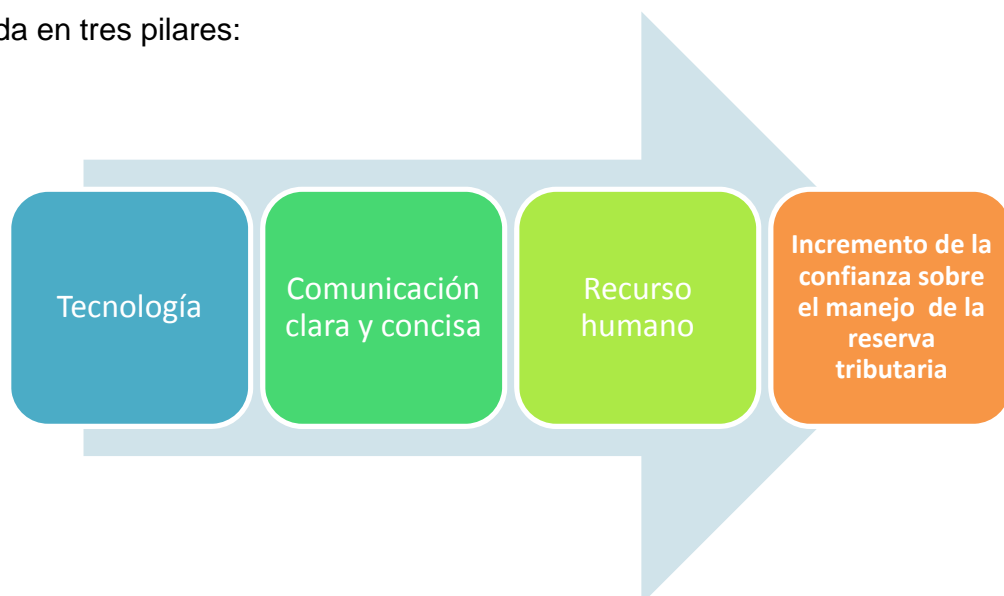 da en tres pilares:
Tecnología
Comunicación
clara y concisa
Recurso
humano
Incremento de la
confianza sobre
el manejo de la
reserva
tributaria